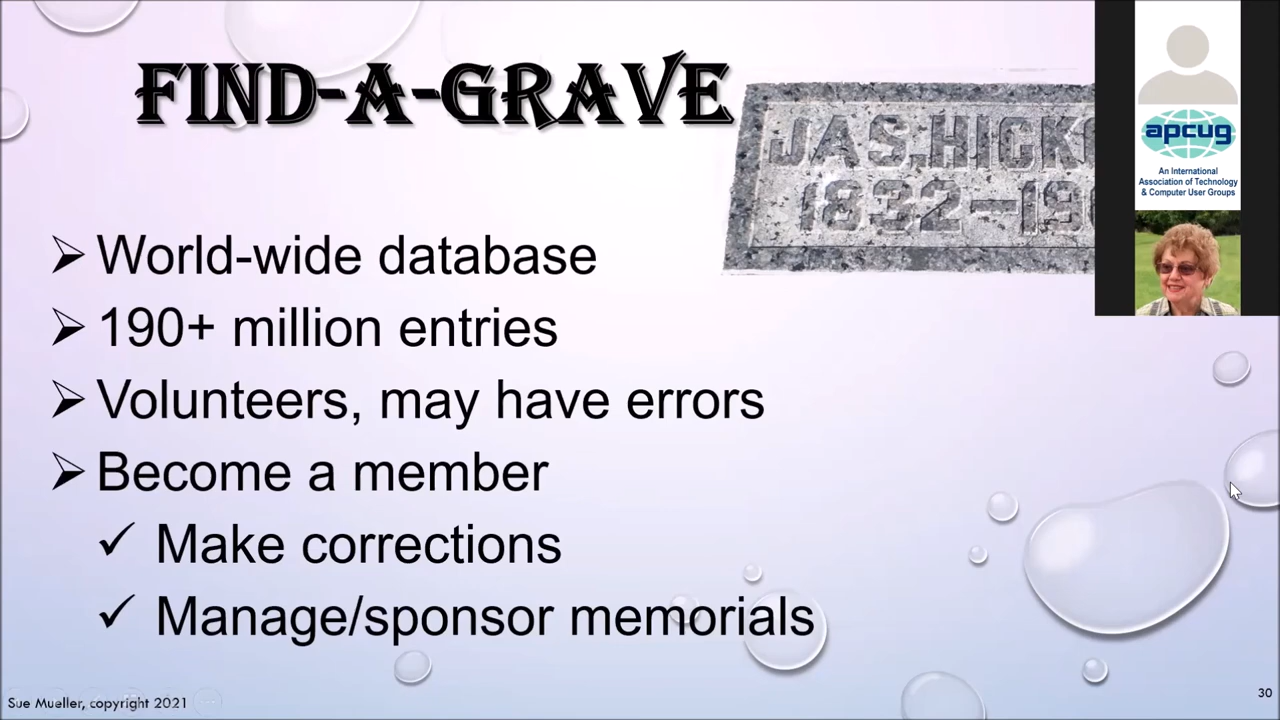 FIND-A-GRAVE
JAS. HICK
1832–19
apcug
An International
Association of Technology
& Computer User Groups
➢ World-wide database
➢ 190+ million entries
➢ Volunteers, may have errors
➢ Become a member
✓ Make corrections
✓ Manage/sponsor memorials
Sue Mueller, copyright 2021
30